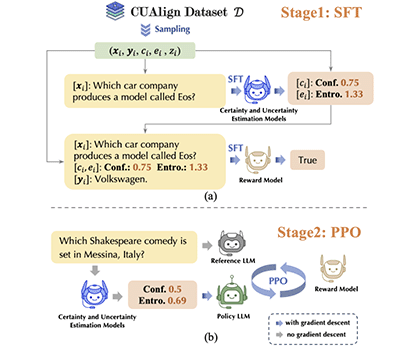 CUAlign Dataset 𝒟
Stage1: SFT
Sampling
(x_i, y_i, c_i, e_i, z_i)
[x_i]: Which car company
produces a model called Eos?
SFT
Certainty and Uncertainty
Estimation Models
[c_i]: Conf. 0.75
[e_i]: Entro. 1.33
[x_i]: Which car company
produces a model called Eos?
[c_i, e_i]: Conf.: 0.75 Entro.: 1.33
[y_i]: Volkswagen.
SFT
Reward Model
True
(a)
Stage2: PPO
Which Shakespeare comedy is
set in Messina, Italy?
Reference LLM
Certainty and Uncertainty
Estimation Models
Conf. 0.5
Entro. 0.69
Policy LLM
PPO
Reward Model
with gradient descent
no gradient descent
(b)